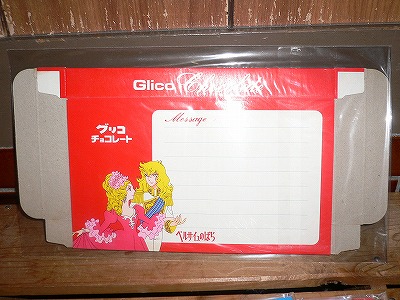 Glico
グリコ
チョコレート
Message
ベルサイユのばら